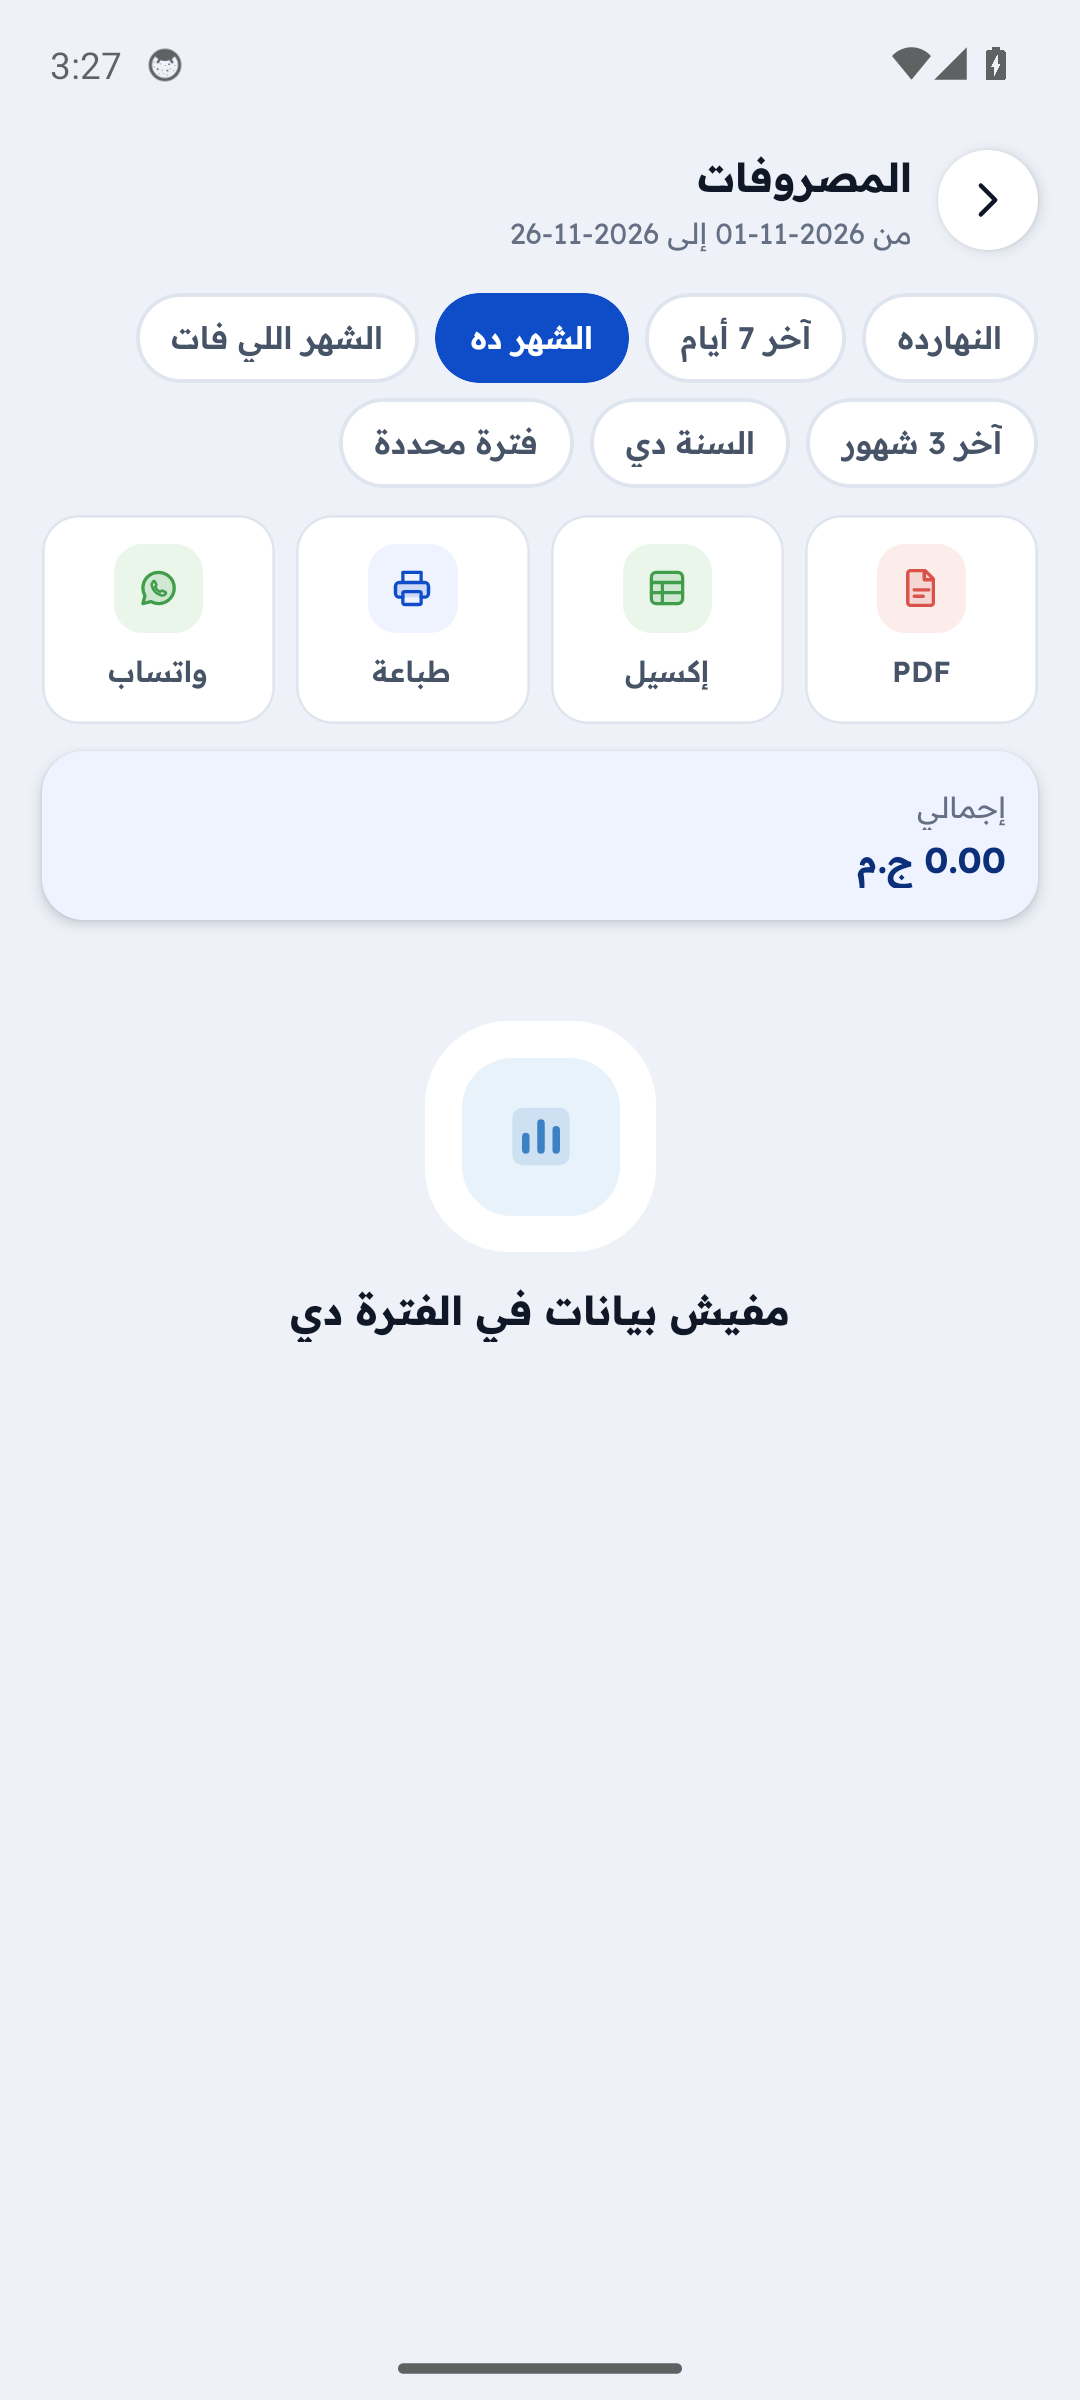 3:27
المصروفات
من 2026-11-01 إلى 2026-11-26
النهارده
آخر 7 أيام
الشهر ده
الشهر اللي فات
آخر 3 شهور
السنة دي
فترة محددة
PDF
إكسيل
طباعة
واتساب
إجمالي
0.00 ج.م
مفيش بيانات في الفترة دي